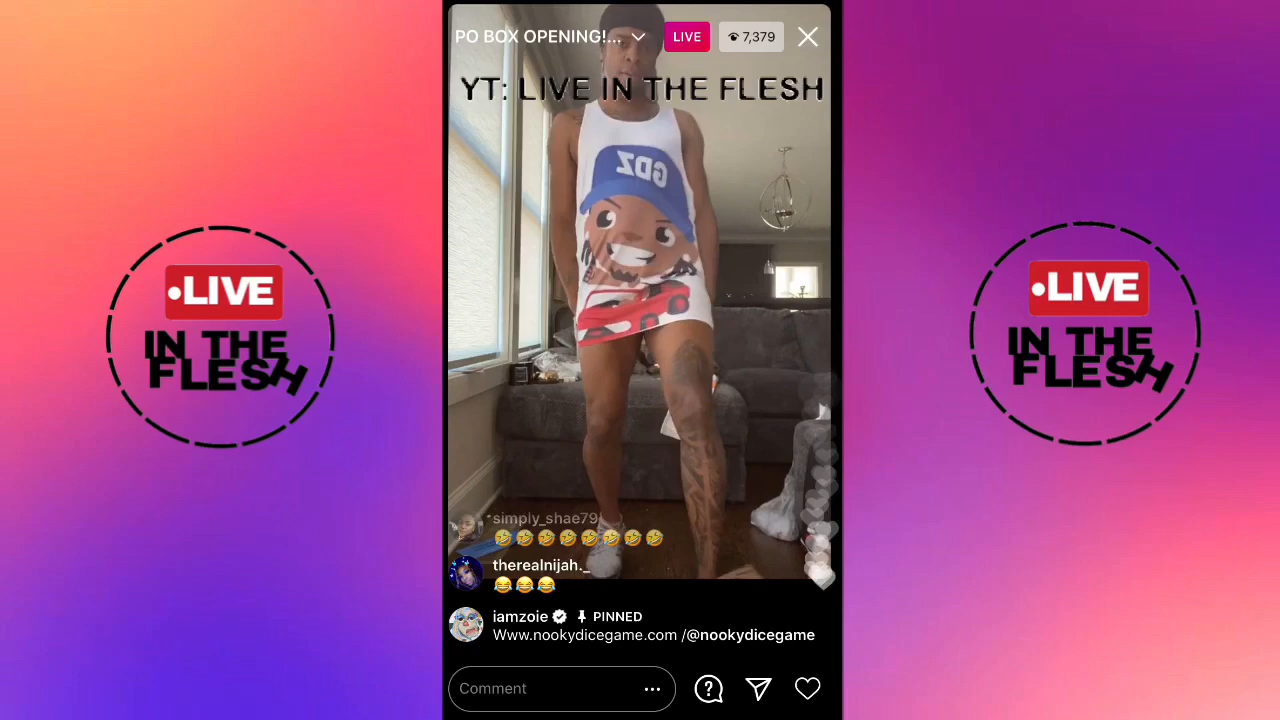 PO BOX OPENING!...
LIVE
7,379
YT: LIVE IN THE FLESH
GDZ
LIVE
IN THE
FLESH
LIVE
IN THE
FLESH
simply_shae79
therealnijah._
iamzoie PINNED
Www.nookydicegame.com /@nookydicegame
Comment